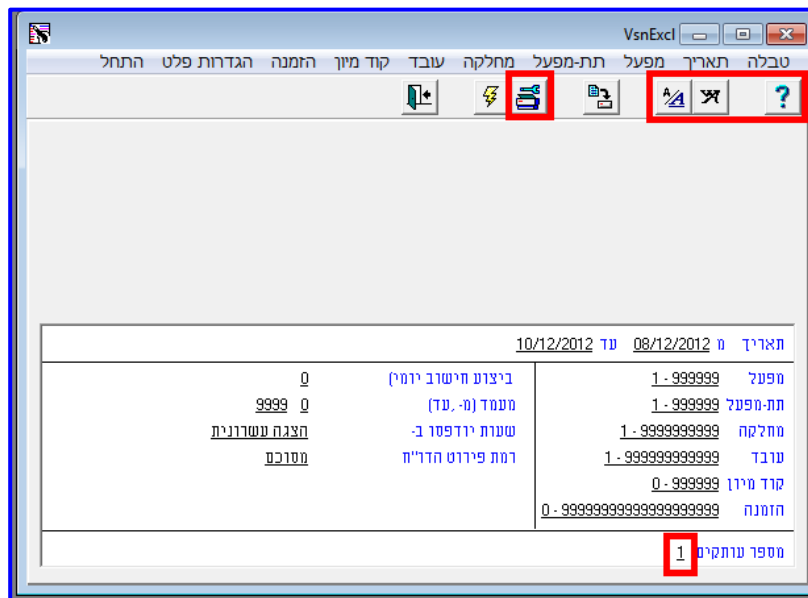 VsnExcl
טבלה תאריך מפעל תת-מפעל מחלקה עובד קוד מיון הזמנה הגדרות פלט התחל
תאריך מ 08/12/2012 עד 10/12/2012
מפעל 1 - 999999
תת-מפעל 1 - 999999
מחלקה 1 - 9999999999
עובד 1 - 999999999999
קוד מיון 0 - 999999
הזמנה 0 - 99999999999999999999
ביצוע חישוב יומי) 0
מעמד (מ- ,עד) 0 9999
שעות יודפסו ב- הצגה עשרונית
רמת פירוט הדו"ח מסוכם
מספר עותקים 1